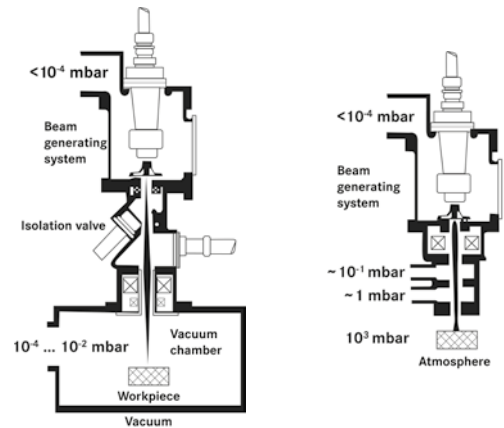 <10⁻⁴ mbar
Beam
generating
system
Isolation valve
10⁻⁴ ... 10⁻² mbar
Vacuum
chamber
Workpiece
Vacuum
<10⁻⁴ mbar
Beam
generating
system
~ 10⁻¹ mbar
~ 1 mbar
10³ mbar
Atmosphere